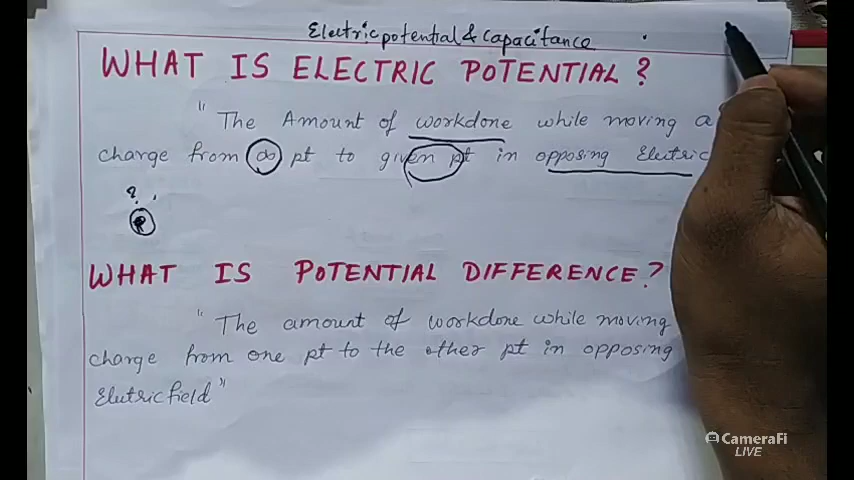 Electric potential & Capacitance
WHAT IS ELECTRIC POTENTIAL ?
" The Amount of workdone while moving a
charge from ∞ pt to given pt in opposing Electric
?
P
WHAT IS POTENTIAL DIFFERENCE ?
" The amount of workdone while moving
charge from one pt to the other pt in opposing
Elutric field "
CameraFi
LIVE